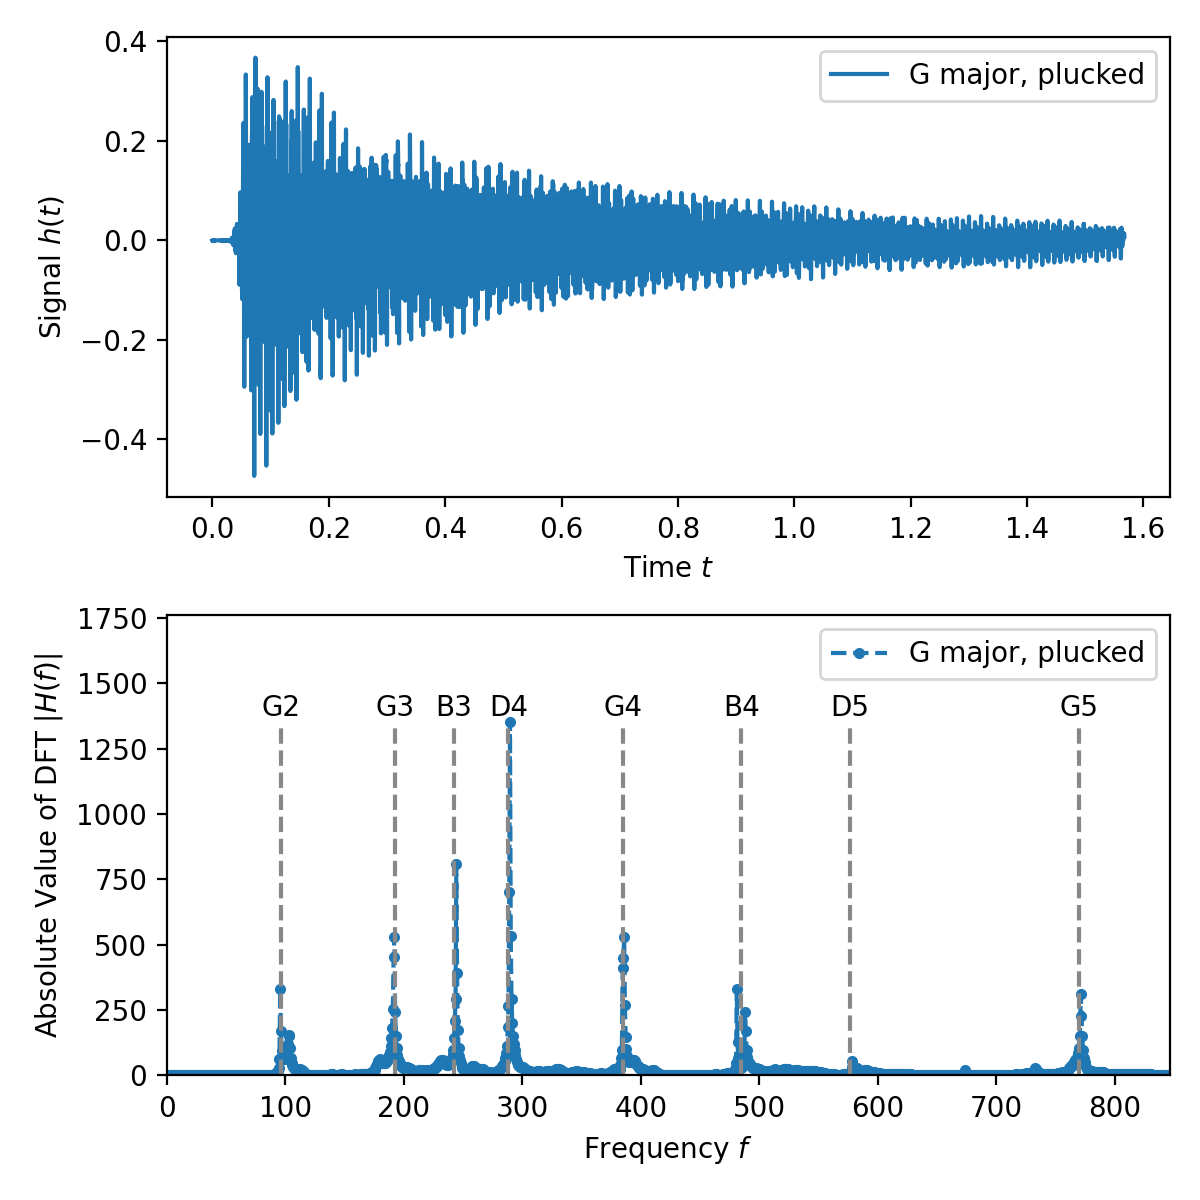 G major, plucked
0.4
0.2
0.0
−0.2
−0.4
Signal h(t)
0.0 0.2 0.4 0.6 0.8 1.0 1.2 1.4 1.6
Time t
G major, plucked
1750
1500
1250
1000
750
500
250
0
Absolute Value of DFT |H(f)|
G2 G3 B3 D4 G4 B4 D5 G5
0 100 200 300 400 500 600 700 800
Frequency f